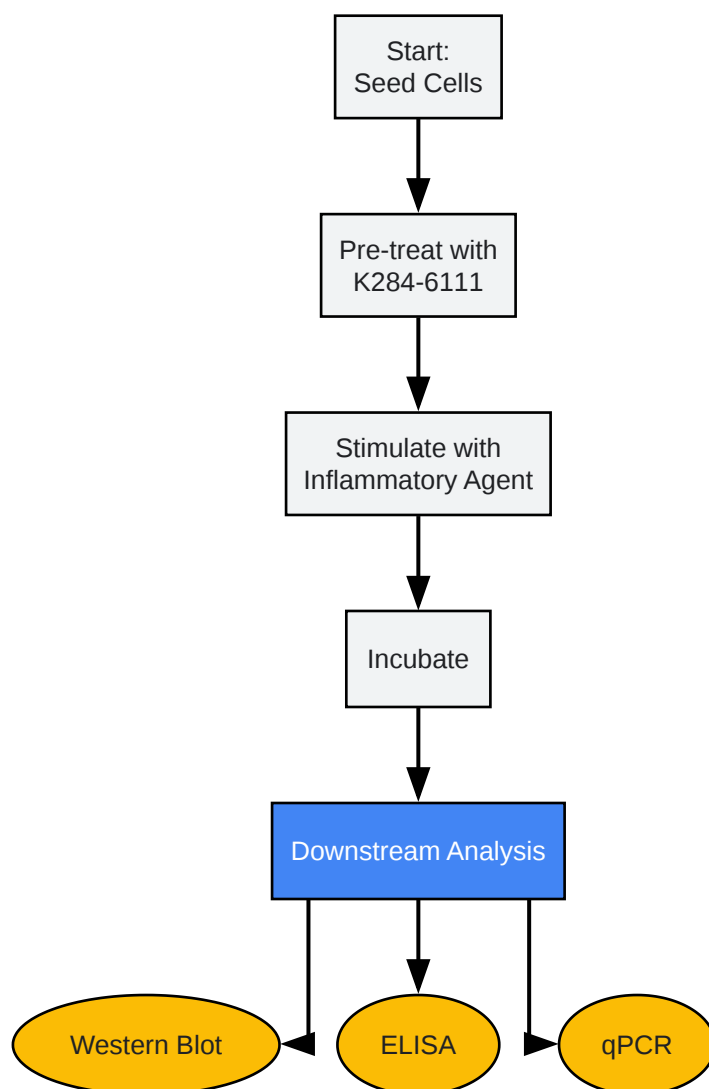 Start:
Seed Cells
Pre-treat with
K284-6111
Stimulate with
Inflammatory Agent
Incubate
Downstream Analysis
Western Blot
ELISA
qPCR